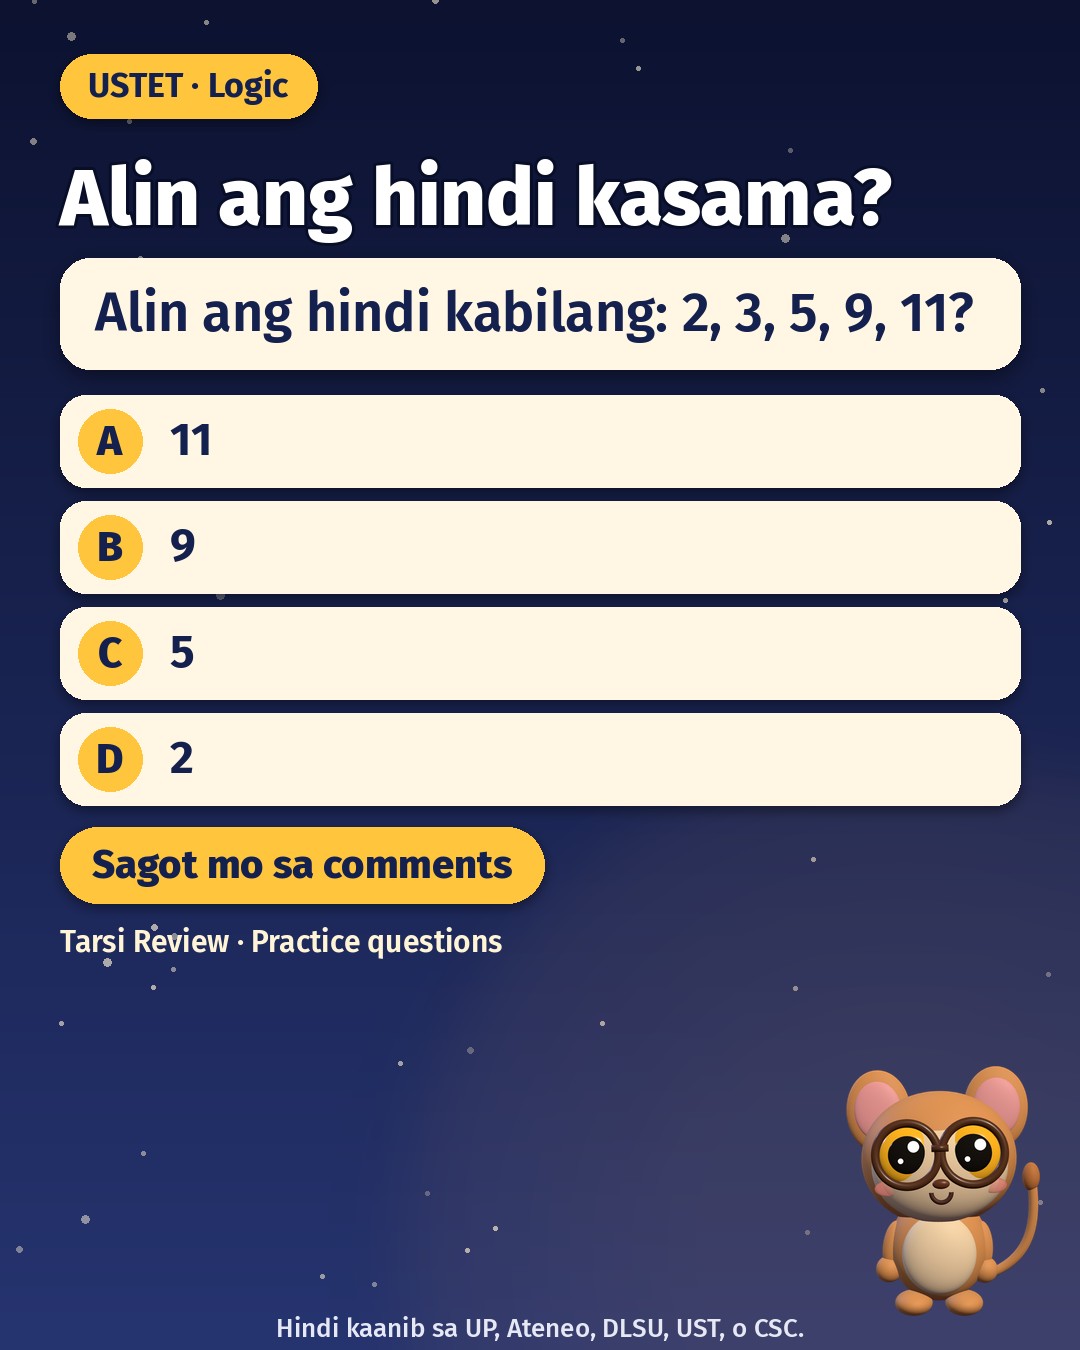 USTET · Logic
Alin ang hindi kasama?
Alin ang hindi kabilang: 2, 3, 5, 9, 11?
A 11
B 9
C 5
D 2
Sagot mo sa comments
Tarsi Review · Practice questions
Hindi kaanib sa UP, Ateneo, DLSU, UST, o CSC.